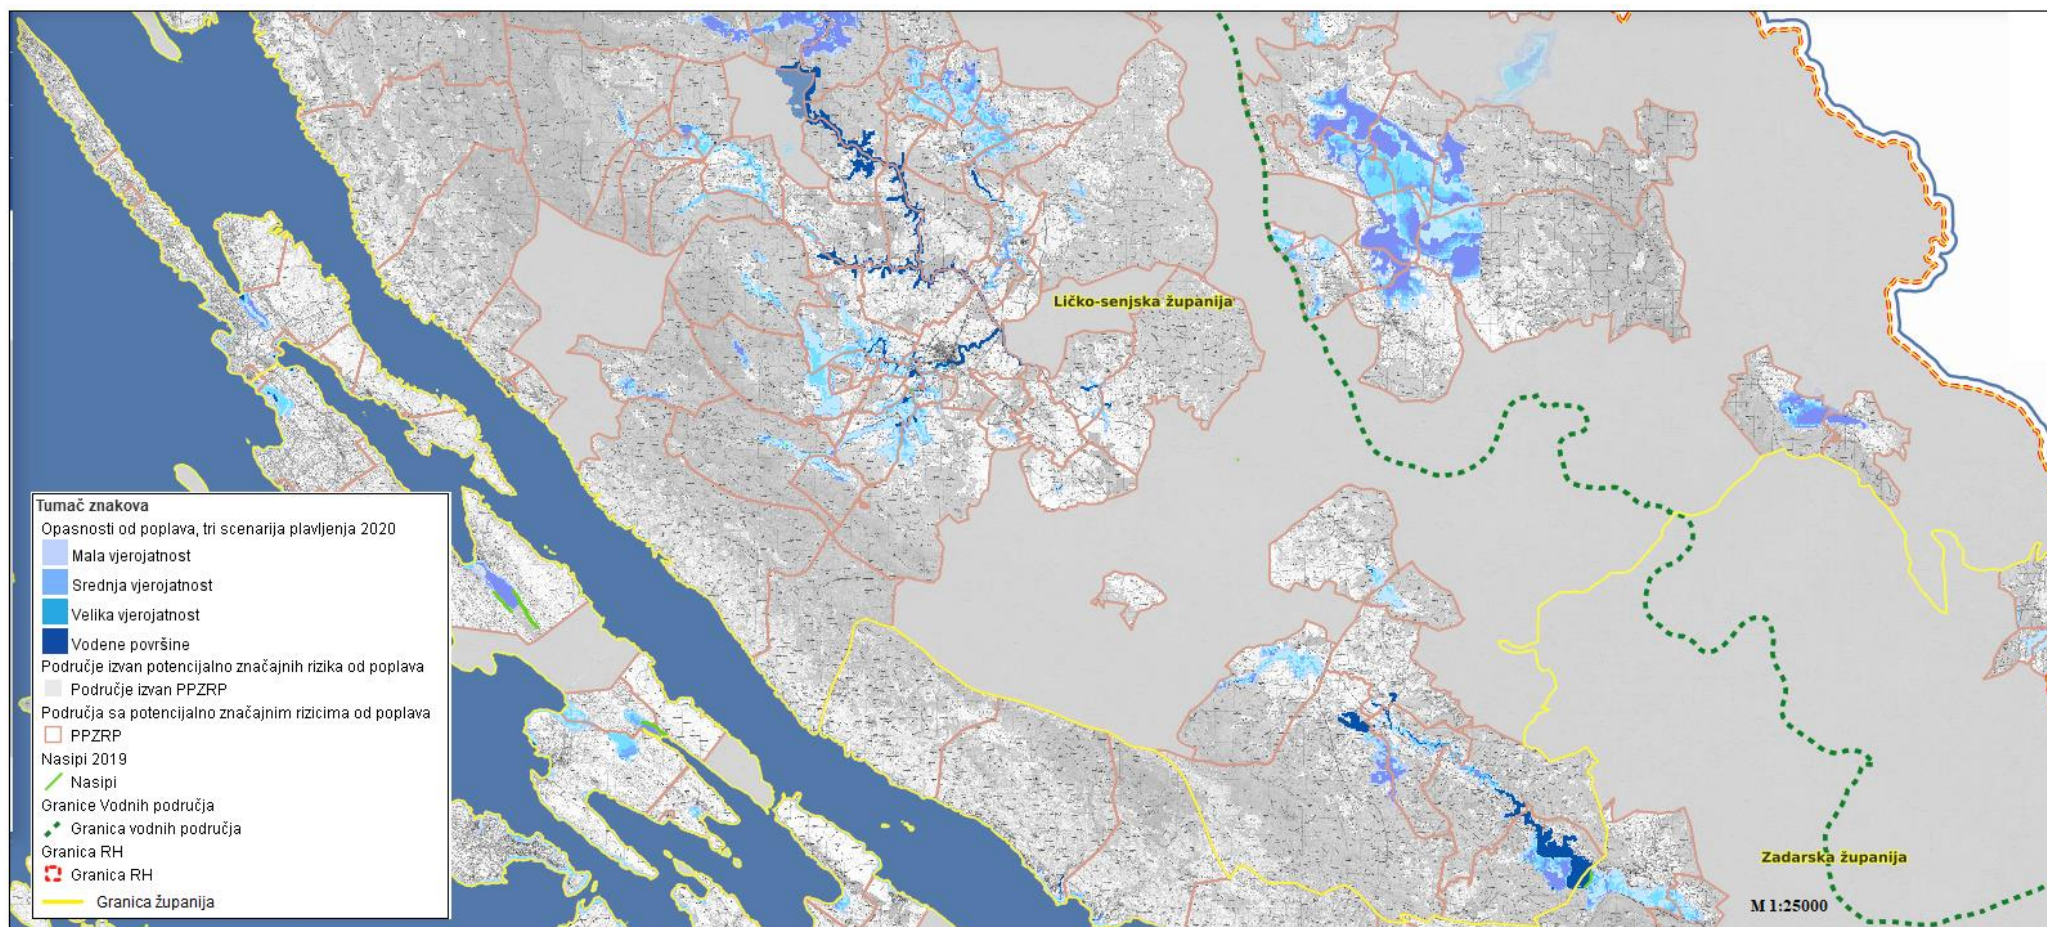 Ličko-senjska županija
Tumač znakova
Opasnosti od poplava, tri scenarija plavljenja 2020
Mala vjerojatnost
Srednja vjerojatnost
Velika vjerojatnost
Vodene površine
Područje izvan potencijalno značajnih rizika od poplava
Područje izvan PPZRP
Područja sa potencijalno značajnim rizicima od poplava
PPZRP
Nasipi 2019
Nasipi
Granice Vodnih područja
Granica vodnih područja
Granica RH
Granica RH
Granica županija
Zadarska županija
M 1:25000